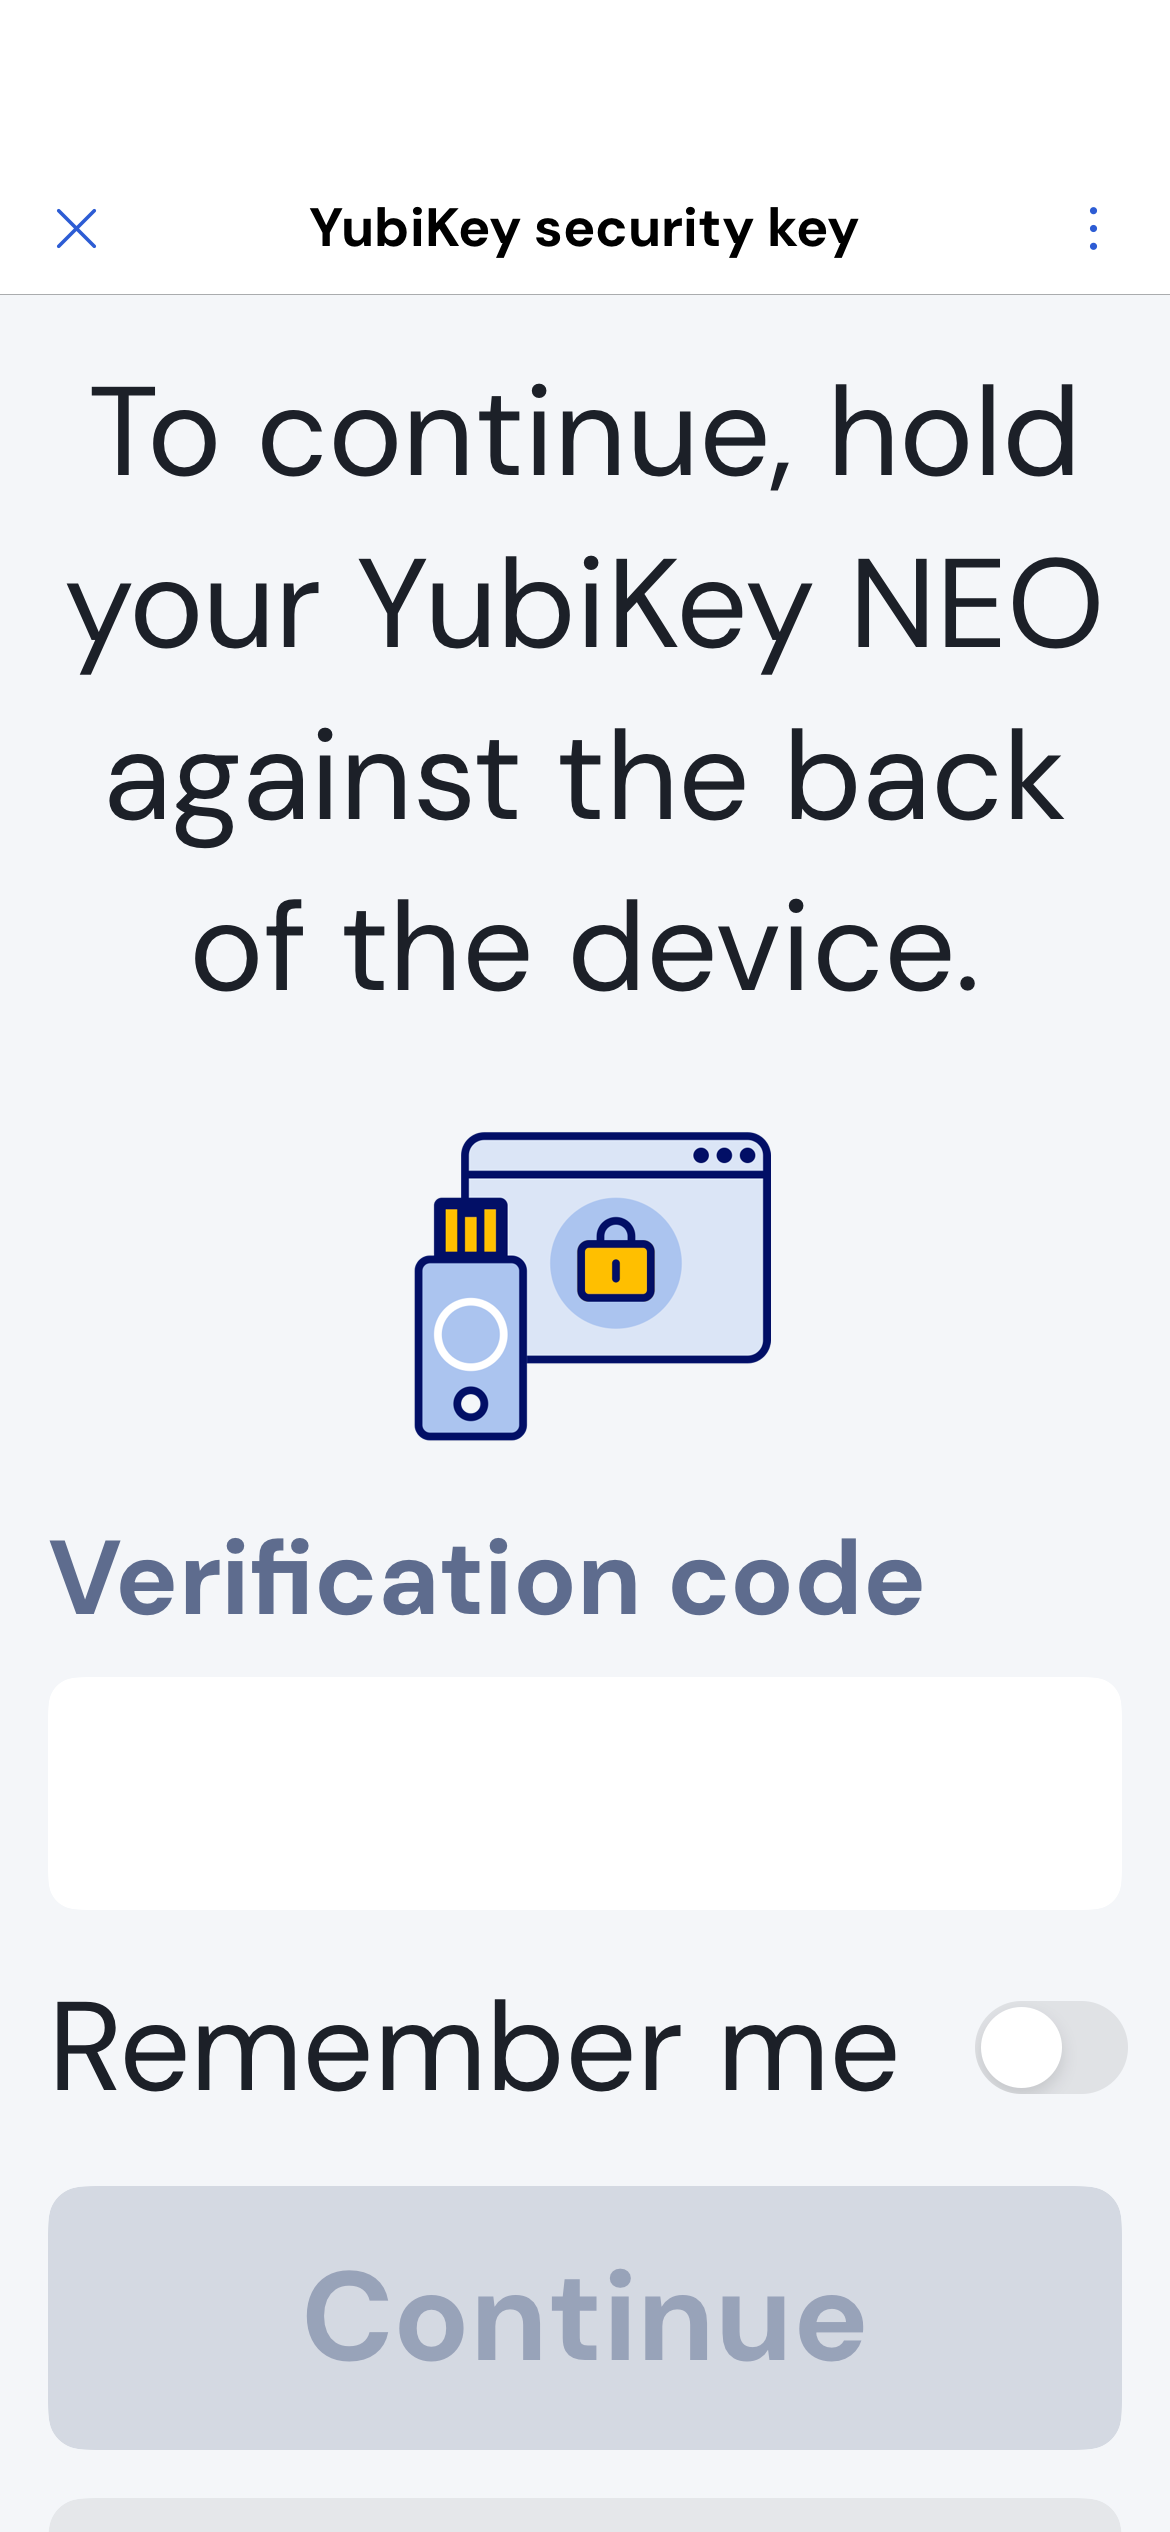 YubiKey security key
To continue, hold
your YubiKey NEO
against the back
of the device.
Verification code
Remember me
Continue